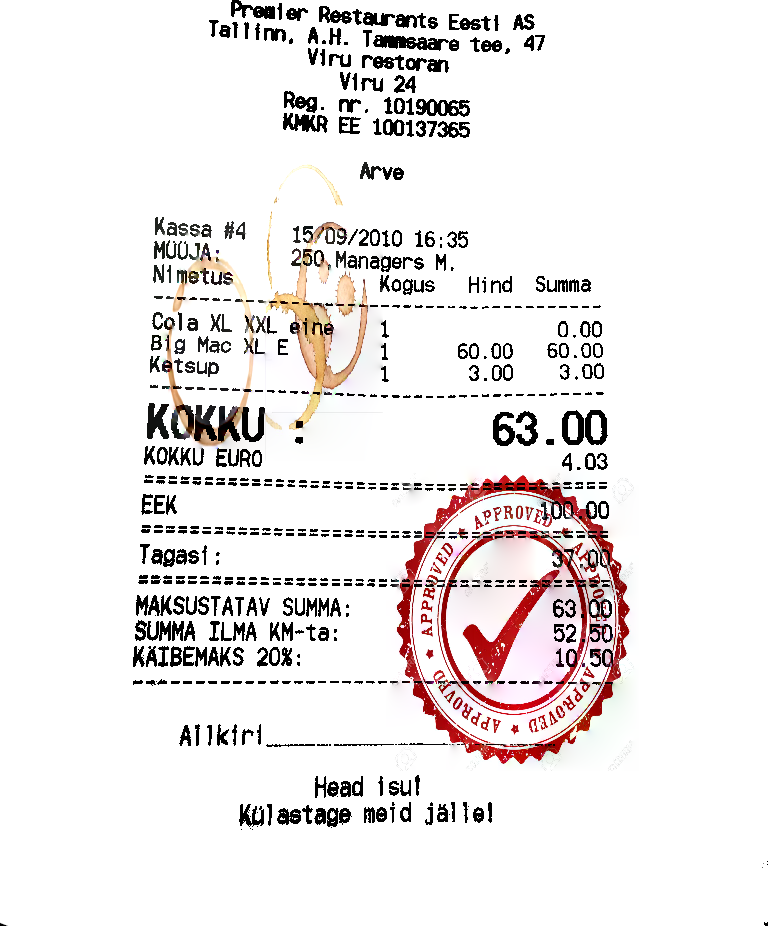 Premier Restaurants Eesti AS
Tallinn, A.H. Tammsaare tee, 47
Viru restoran
Viru 24
Reg. nr. 10190065
KMKR EE 100137365
Arve
Kassa #4 15/09/2010 16:35
MÜÜJA: 250,Managers M.
Nimetus Kogus Hind Summa
Cola XL XXL eine 1 0.00
Big Mac XL E 1 60.00 60.00
Ketsup 1 3.00 3.00
KOKKU : 63.00
KOKKU EURO 4.03
EEK 100.00
Tagasi: 37.00
MAKSUSTATAV SUMMA: 63.00
SUMMA ILMA KM-ta: 52.50
KÄIBEMAKS 20%: 10.50
APPROVED ★ APPROVED ★ APPROVED ★ APPROVED ★ APPROVED ★ APPROVED
Allkiri
Head isu!
Külastage meid jälle!